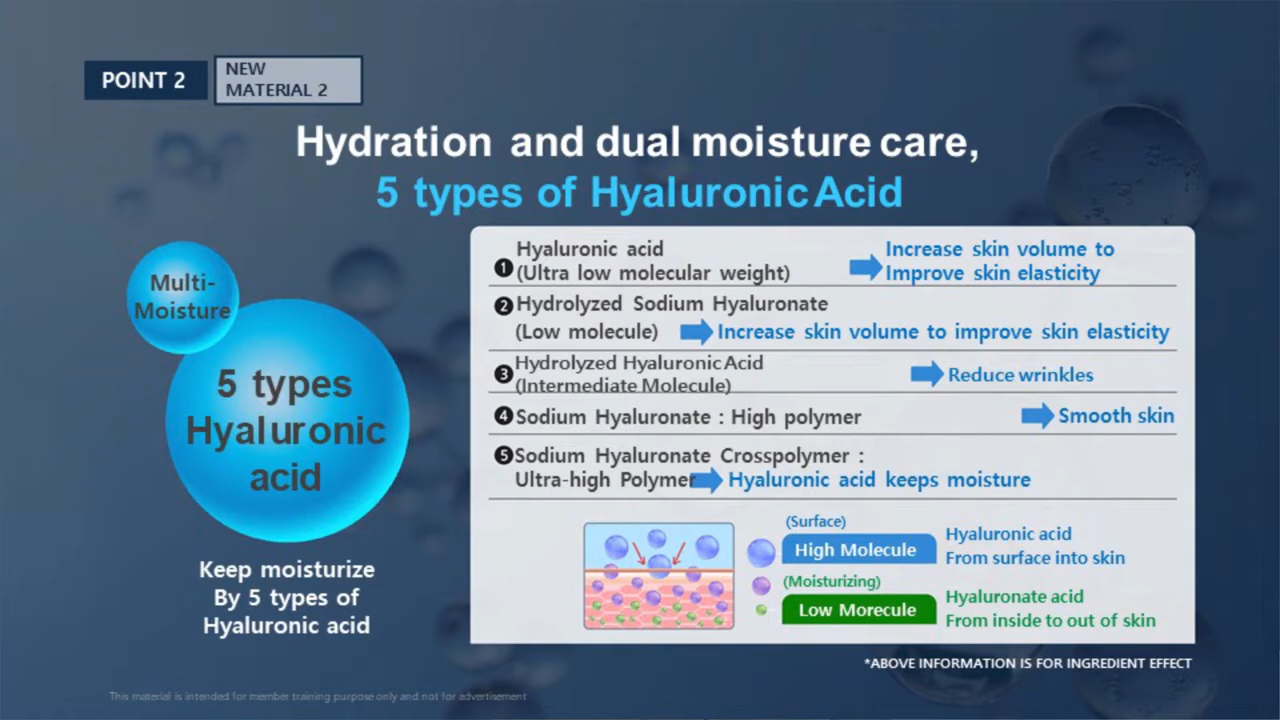 POINT 2
NEW
MATERIAL 2
Hydration and dual moisture care,
5 types of Hyaluronic Acid
Multi-
Moisture
5 types
Hyaluronic
acid
Keep moisturize
By 5 types of
Hyaluronic acid
❶ Hyaluronic acid
(Ultra low molecular weight)
Increase skin volume to
Improve skin elasticity
❷ Hydrolyzed Sodium Hyaluronate
(Low molecule) Increase skin volume to improve skin elasticity
❸ Hydrolyzed Hyaluronic Acid
(Intermediate Molecule)
Reduce wrinkles
❹ Sodium Hyaluronate : High polymer Smooth skin
❺ Sodium Hyaluronate Crosspolymer :
Ultra-high Polymer Hyaluronic acid keeps moisture
(Surface)
High Molecule
Hyaluronic acid
From surface into skin
(Moisturizing)
Low Morecule
Hyaluronate acid
From inside to out of skin
*ABOVE INFORMATION IS FOR INGREDIENT EFFECT
This material is intended for member training purpose only and not for advertisement